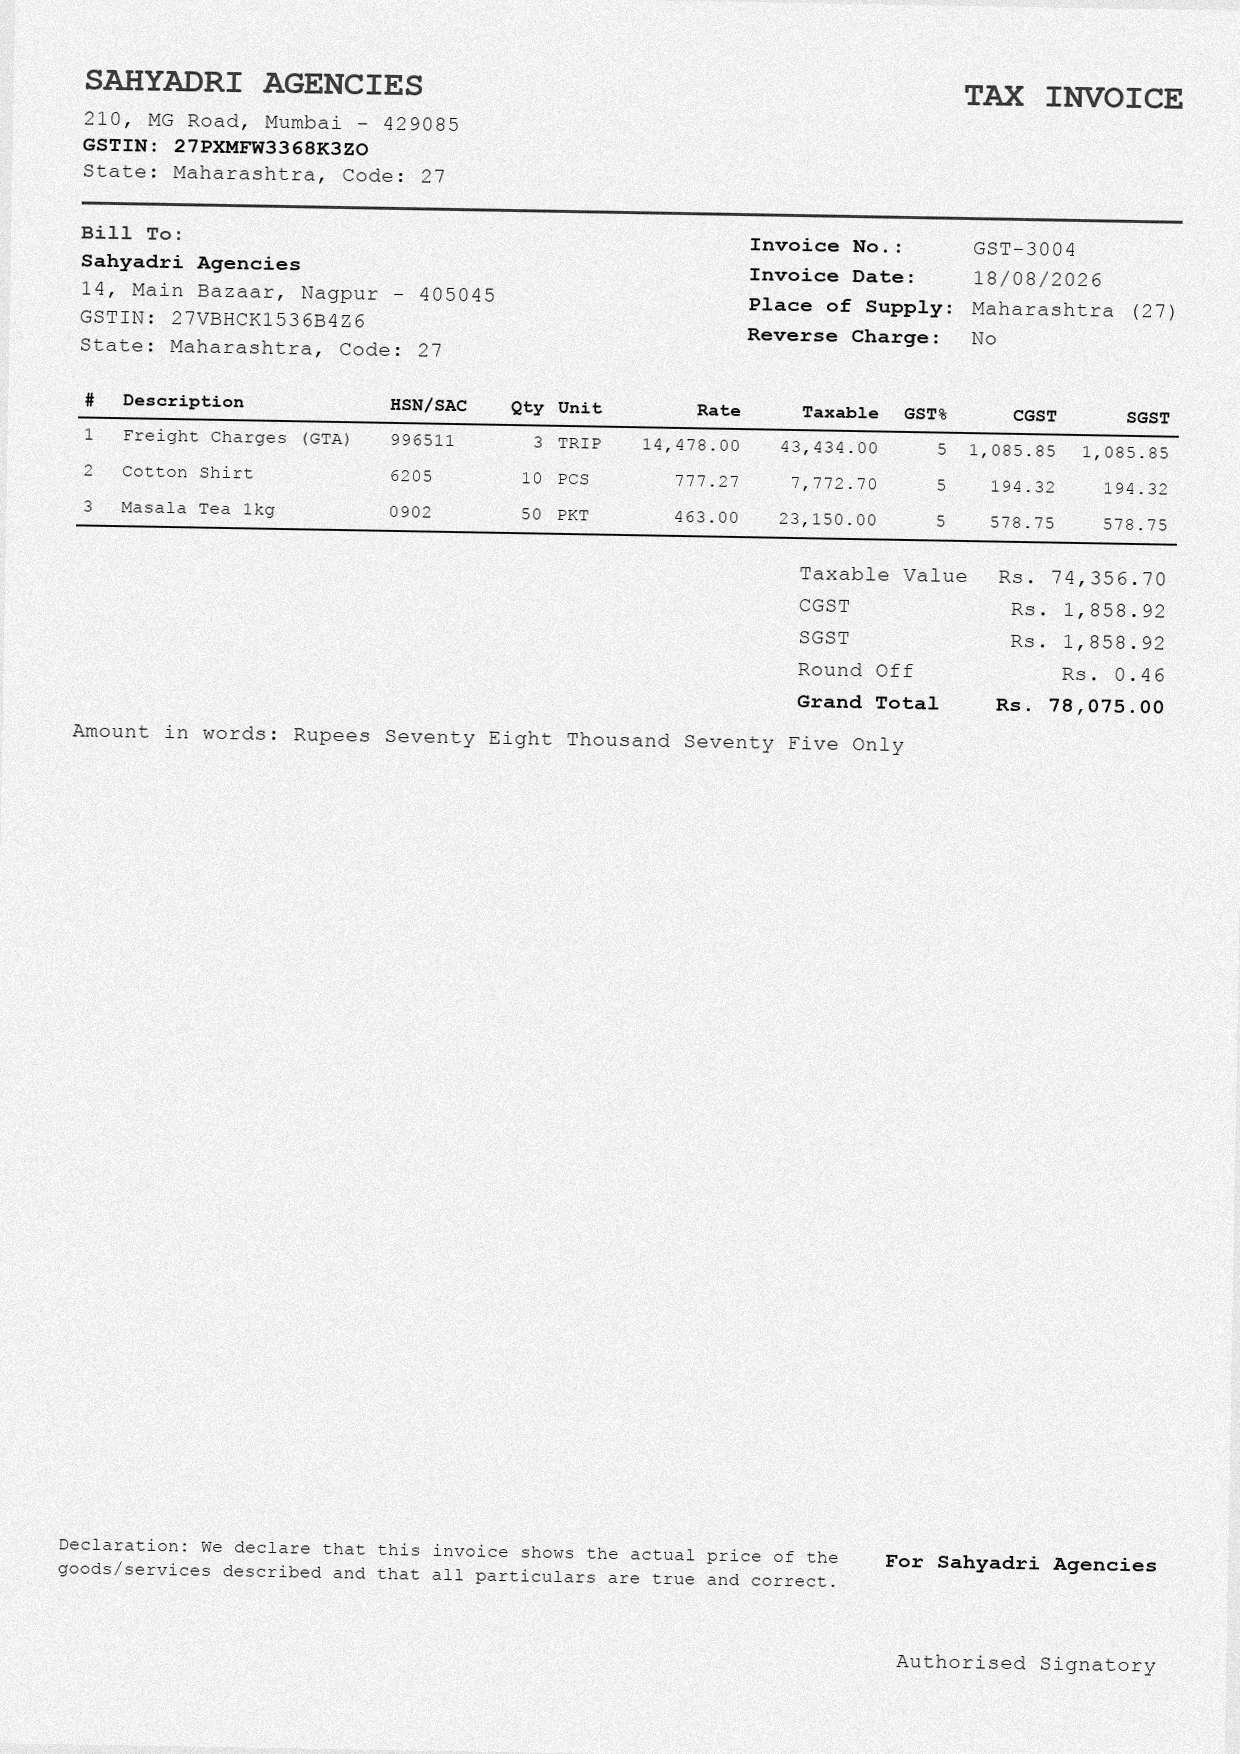 SAHYADRI AGENCIES
TAX INVOICE
210, MG Road, Mumbai - 429085
GSTIN: 27PXMFW3368K3ZO
State: Maharashtra, Code: 27
Bill To:
Sahyadri Agencies
14, Main Bazaar, Nagpur - 405045
GSTIN: 27VBHCK1536B4Z6
State: Maharashtra, Code: 27
Invoice No.: GST-3004
Invoice Date: 18/08/2026
Place of Supply: Maharashtra (27)
Reverse Charge: No
# Description HSN/SAC Qty Unit Rate Taxable GST% CGST SGST
1 Freight Charges (GTA) 996511 3 TRIP 14,478.00 43,434.00 5 1,085.85 1,085.85
2 Cotton Shirt 6205 10 PCS 777.27 7,772.70 5 194.32 194.32
3 Masala Tea 1kg 0902 50 PKT 463.00 23,150.00 5 578.75 578.75
Taxable Value Rs. 74,356.70
CGST Rs. 1,858.92
SGST Rs. 1,858.92
Round Off Rs. 0.46
Grand Total Rs. 78,075.00
Amount in words: Rupees Seventy Eight Thousand Seventy Five Only
Declaration: We declare that this invoice shows the actual price of the
goods/services described and that all particulars are true and correct.
For Sahyadri Agencies
Authorised Signatory